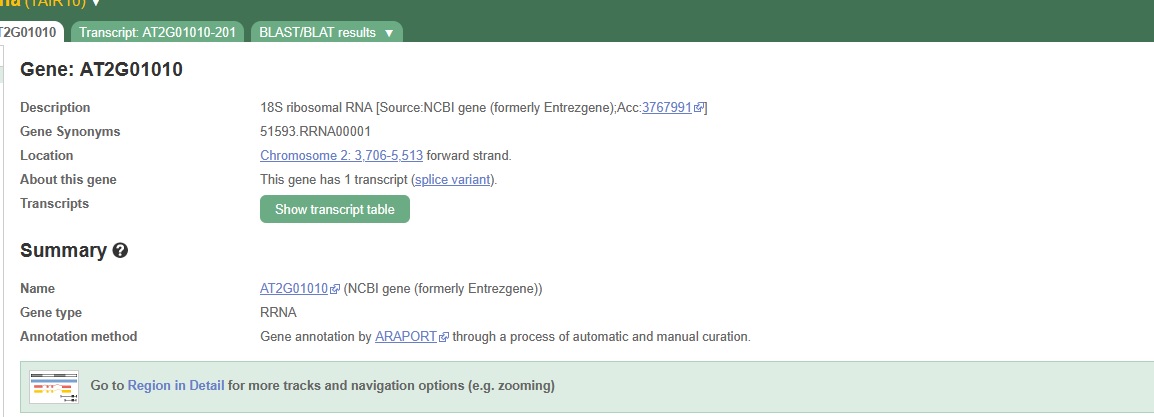 (TAIR10) ▼
T2G01010 Transcript: AT2G01010-201 BLAST/BLAT results ▼
Gene: AT2G01010
Description 18S ribosomal RNA [Source:NCBI gene (formerly Entrezgene);Acc:3767991]
Gene Synonyms 51593.RRNA00001
Location Chromosome 2: 3,706-5,513 forward strand.
About this gene This gene has 1 transcript (splice variant).
Transcripts Show transcript table
Summary ?
Name AT2G01010 (NCBI gene (formerly Entrezgene))
Gene type RRNA
Annotation method Gene annotation by ARAPORT through a process of automatic and manual curation.
Go to Region in Detail for more tracks and navigation options (e.g. zooming)